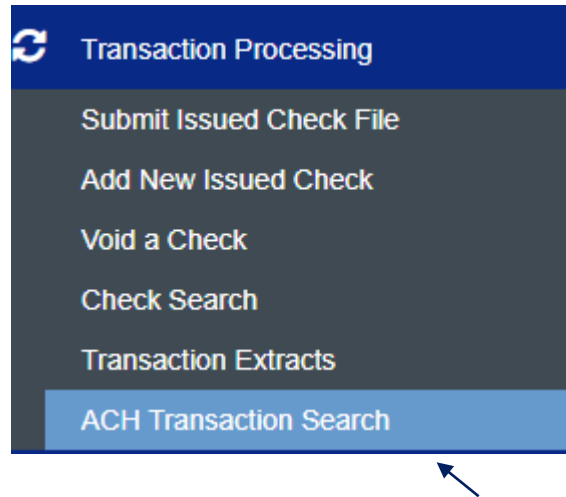 Transaction Processing
Submit Issued Check File
Add New Issued Check
Void a Check
Check Search
Transaction Extracts
ACH Transaction Search